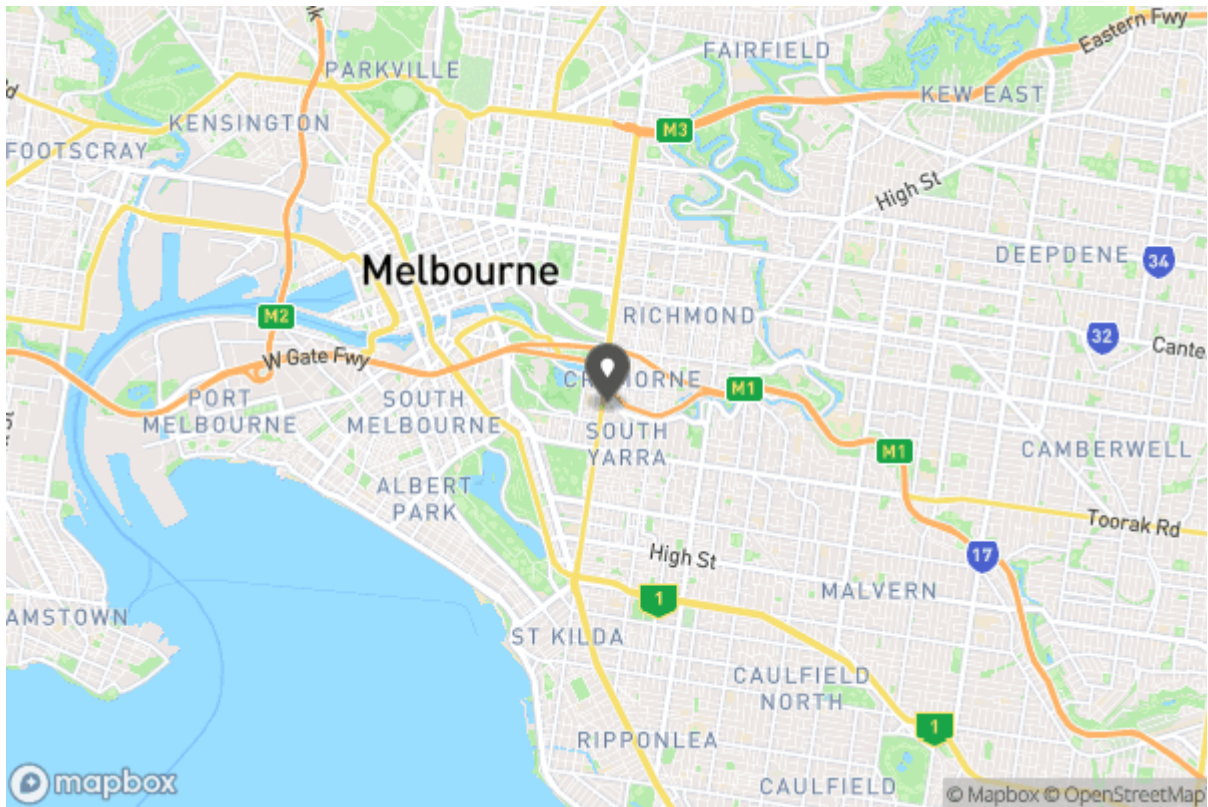 Eastern Fwy
FAIRFIELD
PARKVILLE
KEW EAST
KENSINGTON
M3
FOOTSCRAY
High St
DEEPDENE
34
Melbourne
RICHMOND
M2
32
W Gate Fwy
M1
PORT
MELBOURNE
SOUTH
MELBOURNE
SOUTH
YARRA
M1
CAMBERWELL
ALBERT
PARK
Toorak Rd
High St
17
1
MALVERN
ST KILDA
CAULFIELD
NORTH
1
RIPPONLEA
CAULFIELD
mapbox
© Mapbox © OpenStreetMap